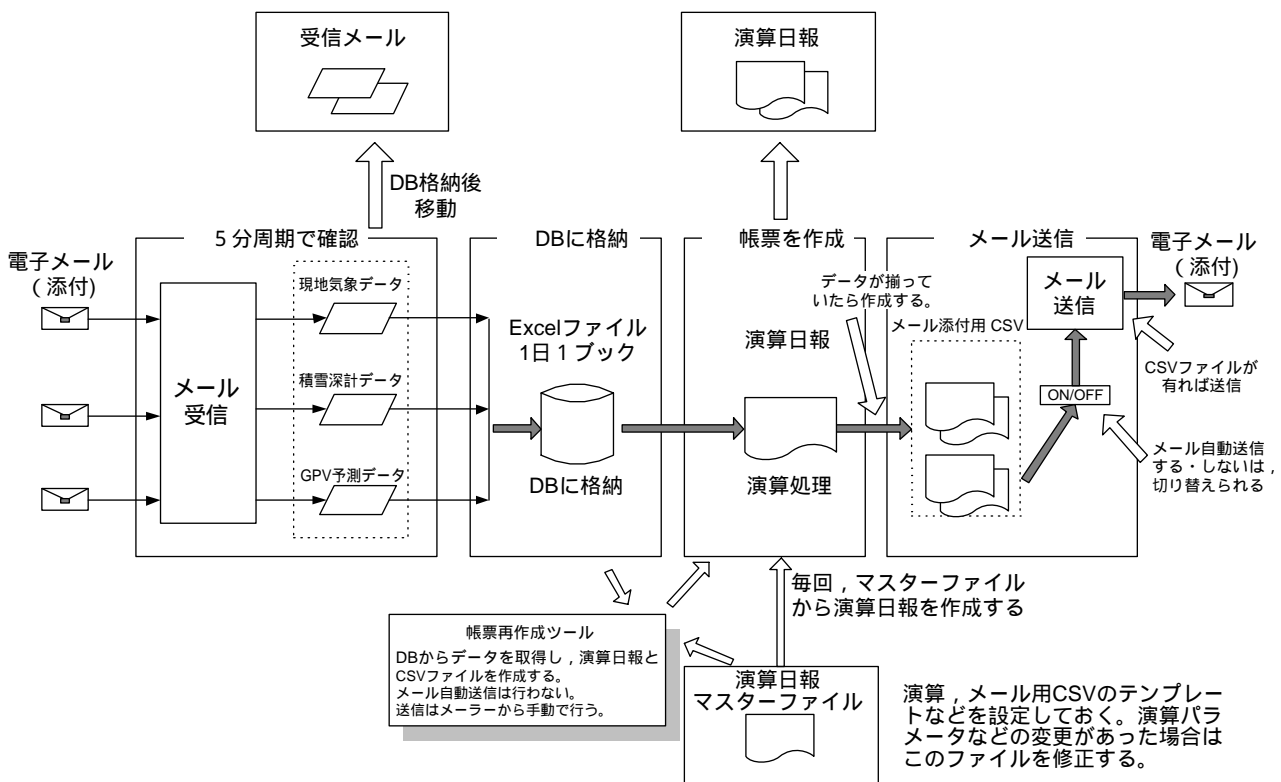 受信メール
演算日報
DB格納後
移動
5分周期で確認
DBに格納
帳票を作成
メール送信
電子メール
(添付)
メール
受信
現地気象データ
積雪深計データ
GPV予測データ
Excelファイル
1日1ブック
DBに格納
演算日報
演算処理
データが揃って
いたら作成する。
メール添付用 CSV
メール
送信
ON/OFF
電子メール
(添付)
CSVファイルが
有れば送信
メール自動送信
する・しないは，
切り替えられる
毎回，マスターファイル
から演算日報を作成する
帳票再作成ツール
DBからデータを取得し，演算日報と
CSVファイルを作成する。
メール自動送信は行わない。
送信はメーラーから手動で行う。
演算日報
マスターファイル
演算，メール用CSVのテンプレー
トなどを設定しておく。演算パラ
メータなどの変更があった場合は
このファイルを修正する。